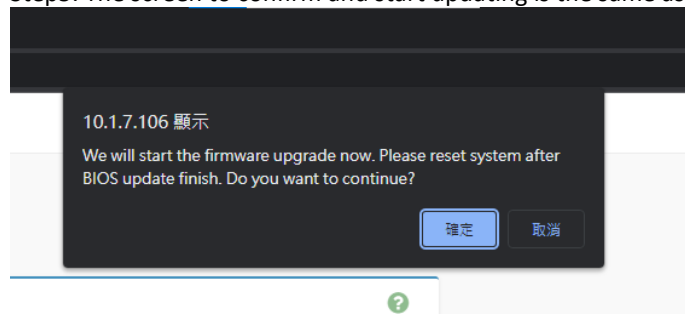 10.1.7.106 顯示
We will start the firmware upgrade now. Please reset system after
BIOS update finish. Do you want to continue?
確定 取消
?